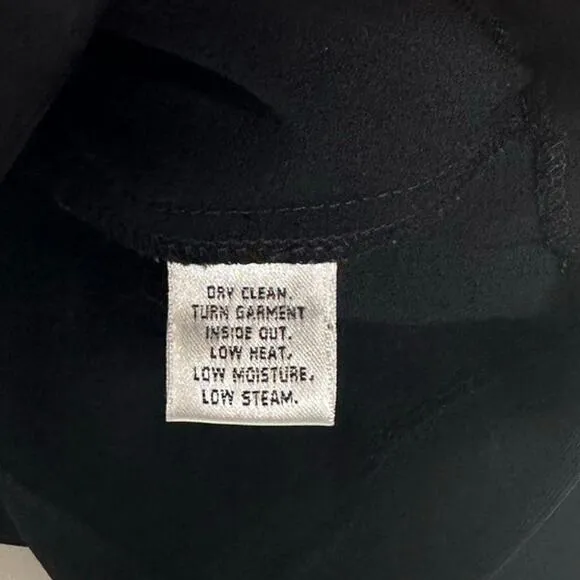 DRY CLEAN.
TURN GARMENT
INSIDE OUT.
LOW HEAT,
LOW MOISTURE,
LOW STEAM.